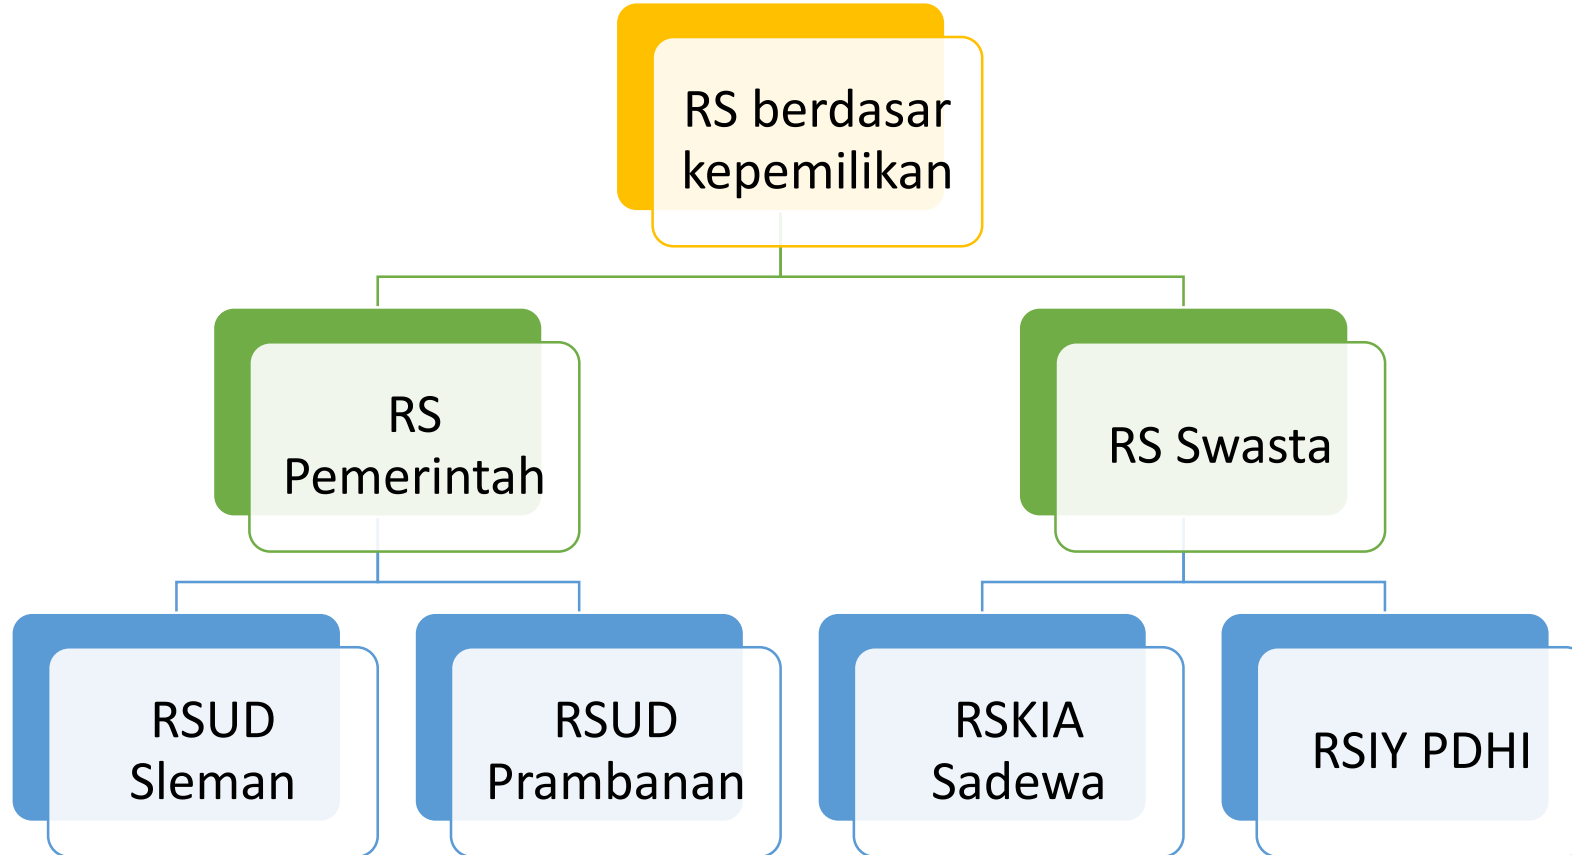 RS berdasar
kepemilikan
RS
Pemerintah
RS Swasta
RSUD
Sleman
RSUD
Prambanan
RSKIA
Sadewa
RSIY PDHI